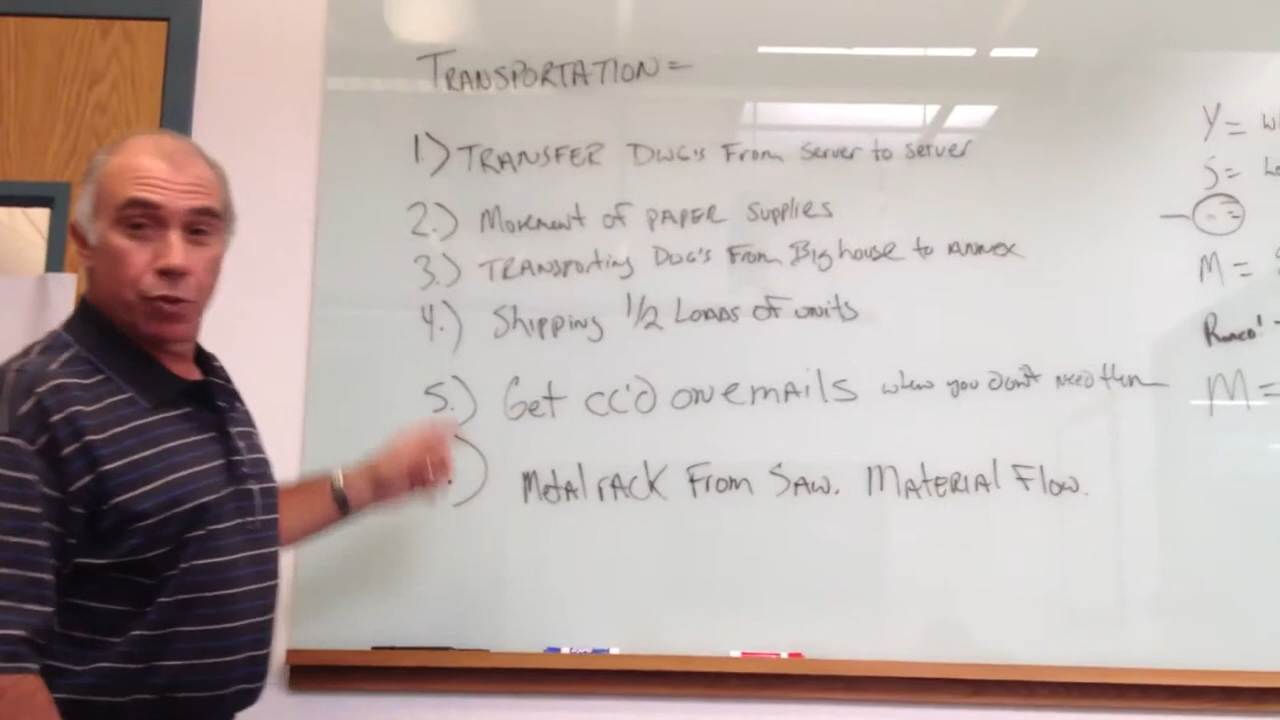 TRANSPORTATION =
1.) TRANSFER DWG'S From Server to Server
2.) Movement of PAPER Supplies
3.) TRANSPORTING DWG'S From Big house to ANNEX
4.) Shipping 1/2 LOADS OF units
5.) Get CC'D on emails when you don't need them
.) Metal rack From SAW. MATERIAL Flow.
Y = W
S =
M =
M =